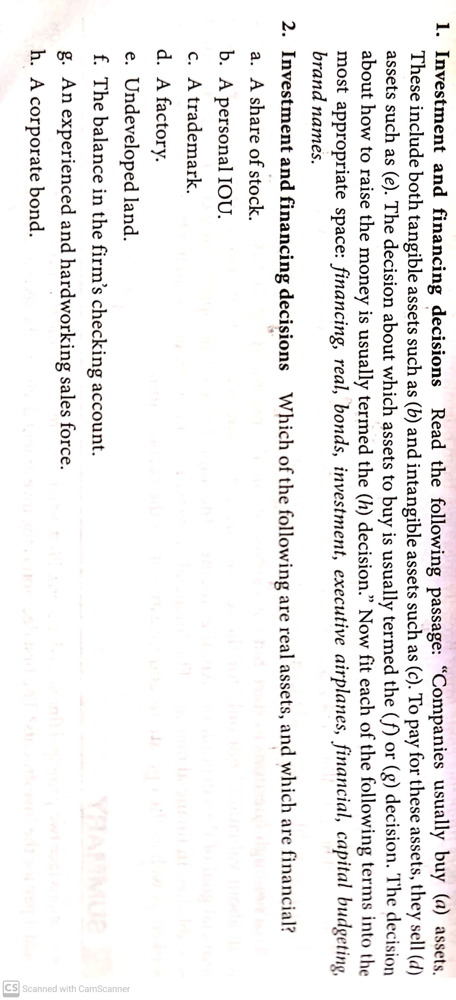 1. Investment and financing decisions Read the following passage: “Companies usually buy (a) assets.
These include both tangible assets such as (b) and intangible assets such as (c). To pay for these assets, they sell (d)
assets such as (e). The decision about which assets to buy is usually termed the (f) or (g) decision. The decision
about how to raise the money is usually termed the (h) decision.” Now fit each of the following terms into the
most appropriate space: financing, real, bonds, investment, executive airplanes, financial, capital budgeting,
brand names.
2. Investment and financing decisions Which of the following are real assets, and which are financial?
a. A share of stock.
b. A personal IOU.
c. A trademark.
d. A factory.
e. Undeveloped land.
f. The balance in the firm’s checking account.
g. An experienced and hardworking sales force.
h. A corporate bond.
CS Scanned with CamScanner